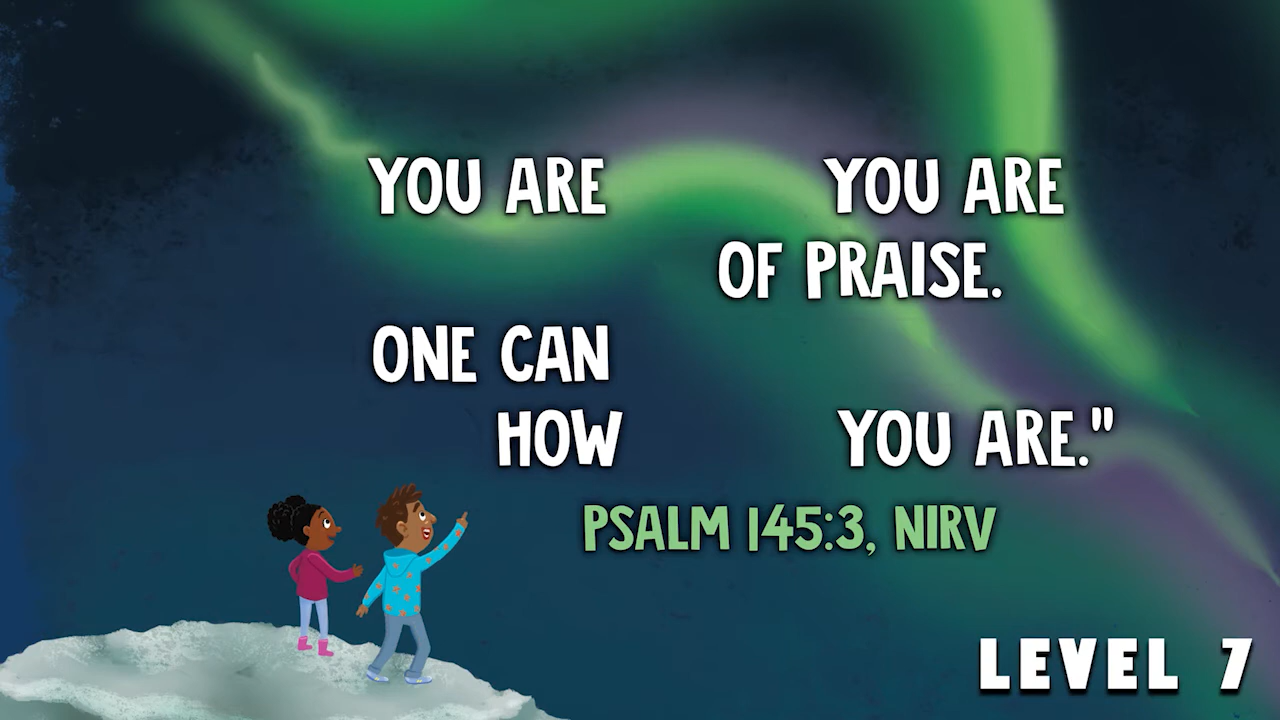 YOU ARE YOU ARE
OF PRAISE.
ONE CAN
HOW YOU ARE."
PSALM 145:3, NIRV
LEVEL 7